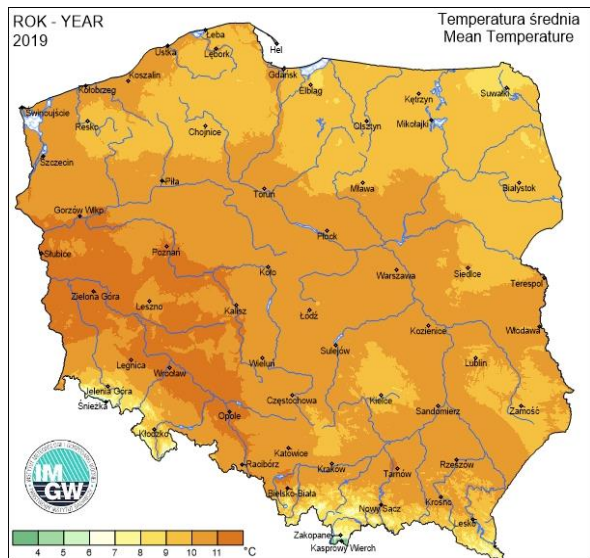 ROK - YEAR
2019
Temperatura średnia
Mean Temperature
Łeba
Hel
Ustka
Lębork
Gdańsk
Koszalin
Kołobrzeg
Elbląg
Kętrzyn
Suwałki
Świnoujście
Resko
Chojnice
Olsztyn
Mikołajki
Szczecin
Piła
Toruń
Mława
Białystok
Gorzów Wlkp
Płock
Słubice
Poznań
Koło
Warszawa
Siedlce
Terespol
Zielona Góra
Leszno
Kalisz
Łódź
Kozienice
Włodawa
Sulejów
Legnica
Wrocław
Wieluń
Lublin
Jelenia Góra
Śnieżka
Częstochowa
Kielce
Opole
Sandomierz
Zamość
Kłodzko
Katowice
Racibórz
Kraków
Tarnów
Rzeszów
Bielsko-Biała
Nowy Sącz
Krosno
Lesko
Zakopane
Kasprowy Wierch
IM
GW
4 5 6 7 8 9 10 11 °C